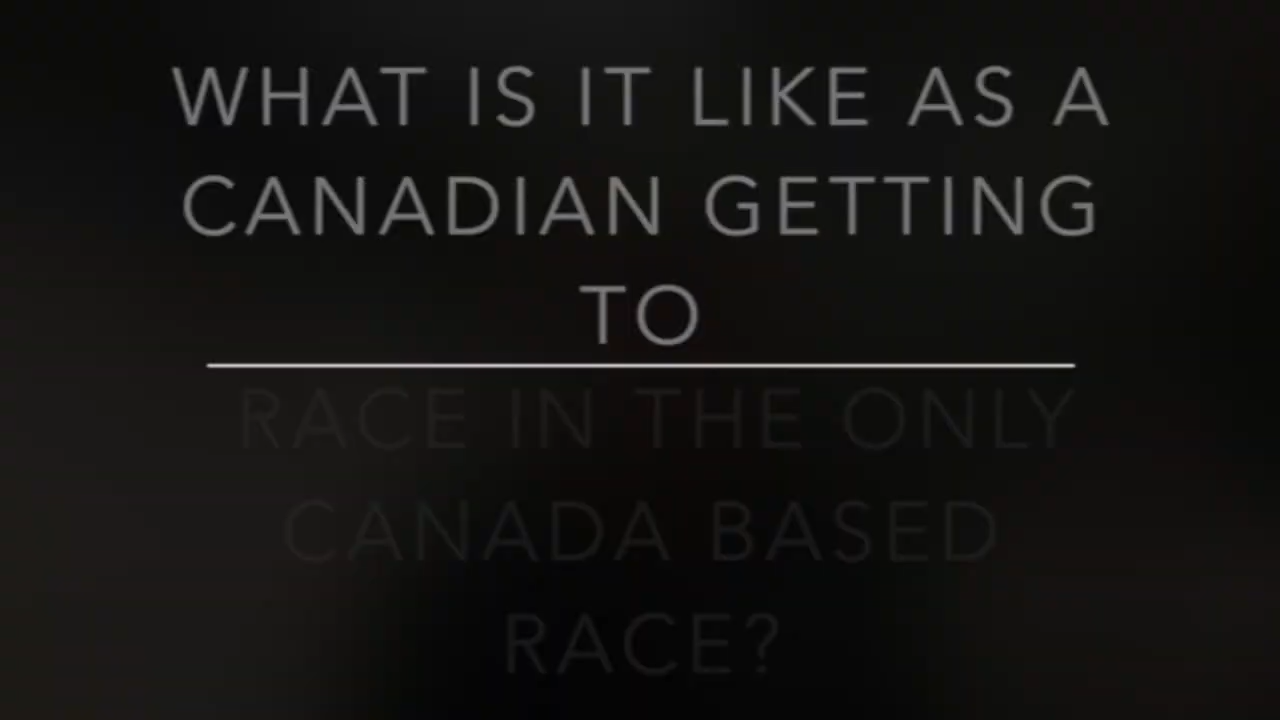 WHAT IS IT LIKE AS A
CANADIAN GETTING
TO
RACE IN THE ONLY
CANADA BASED
RACE?